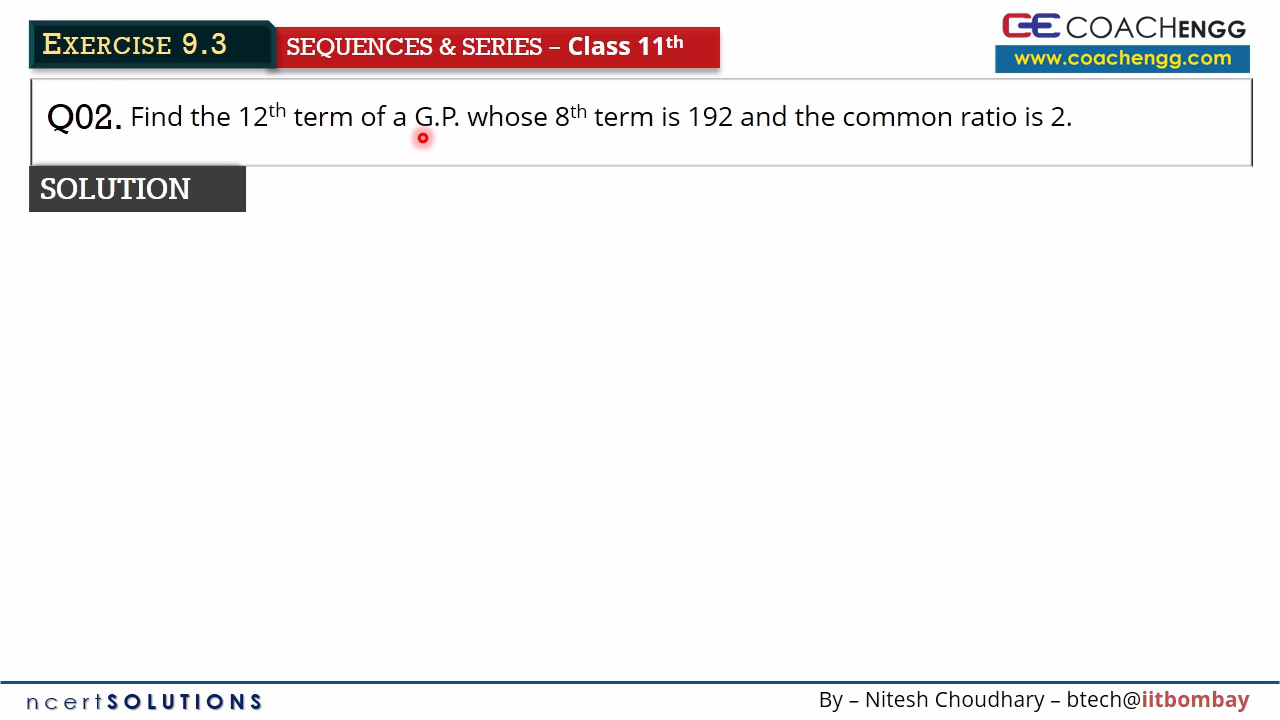 EXERCISE 9.3
SEQUENCES & SERIES – Class 11th
CE COACHENGG
www.coachengg.com
Q02. Find the 12th term of a G.P. whose 8th term is 192 and the common ratio is 2.
SOLUTION
ncertSOLUTIONS
By – Nitesh Choudhary – btech@iitbombay